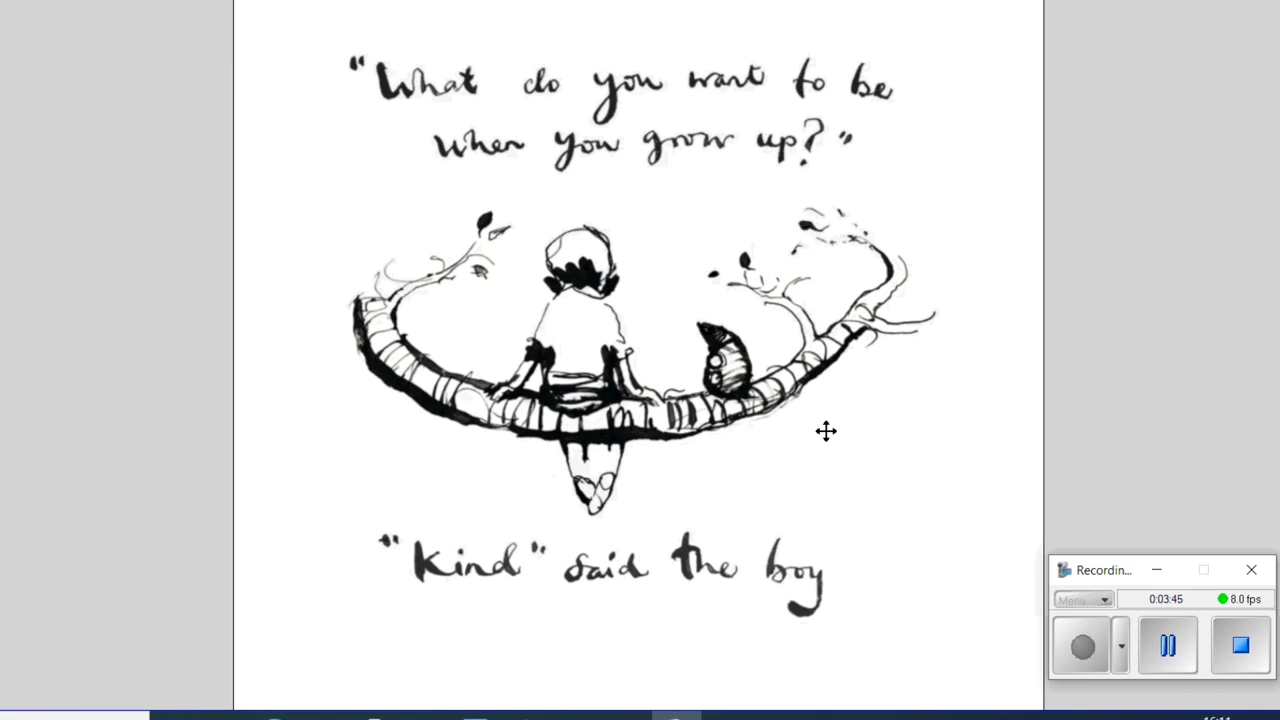 "What do you want to be
when you grow up?"
"Kind" said the boy
Recordin...
Menu
0:03:45
8.0 fps